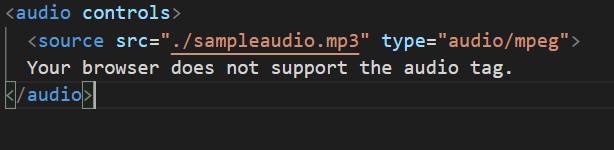 <audio controls>
<source src="./sampleaudio.mp3" type="audio/mpeg">
Your browser does not support the audio tag.
</audio>